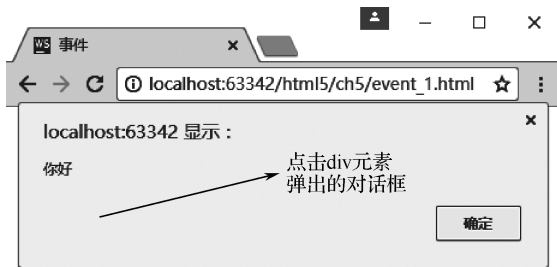 WS 事件
localhost:63342/html5/ch5/event_1.html
localhost:63342 显示：
你好
点击div元素
弹出的对话框
确定